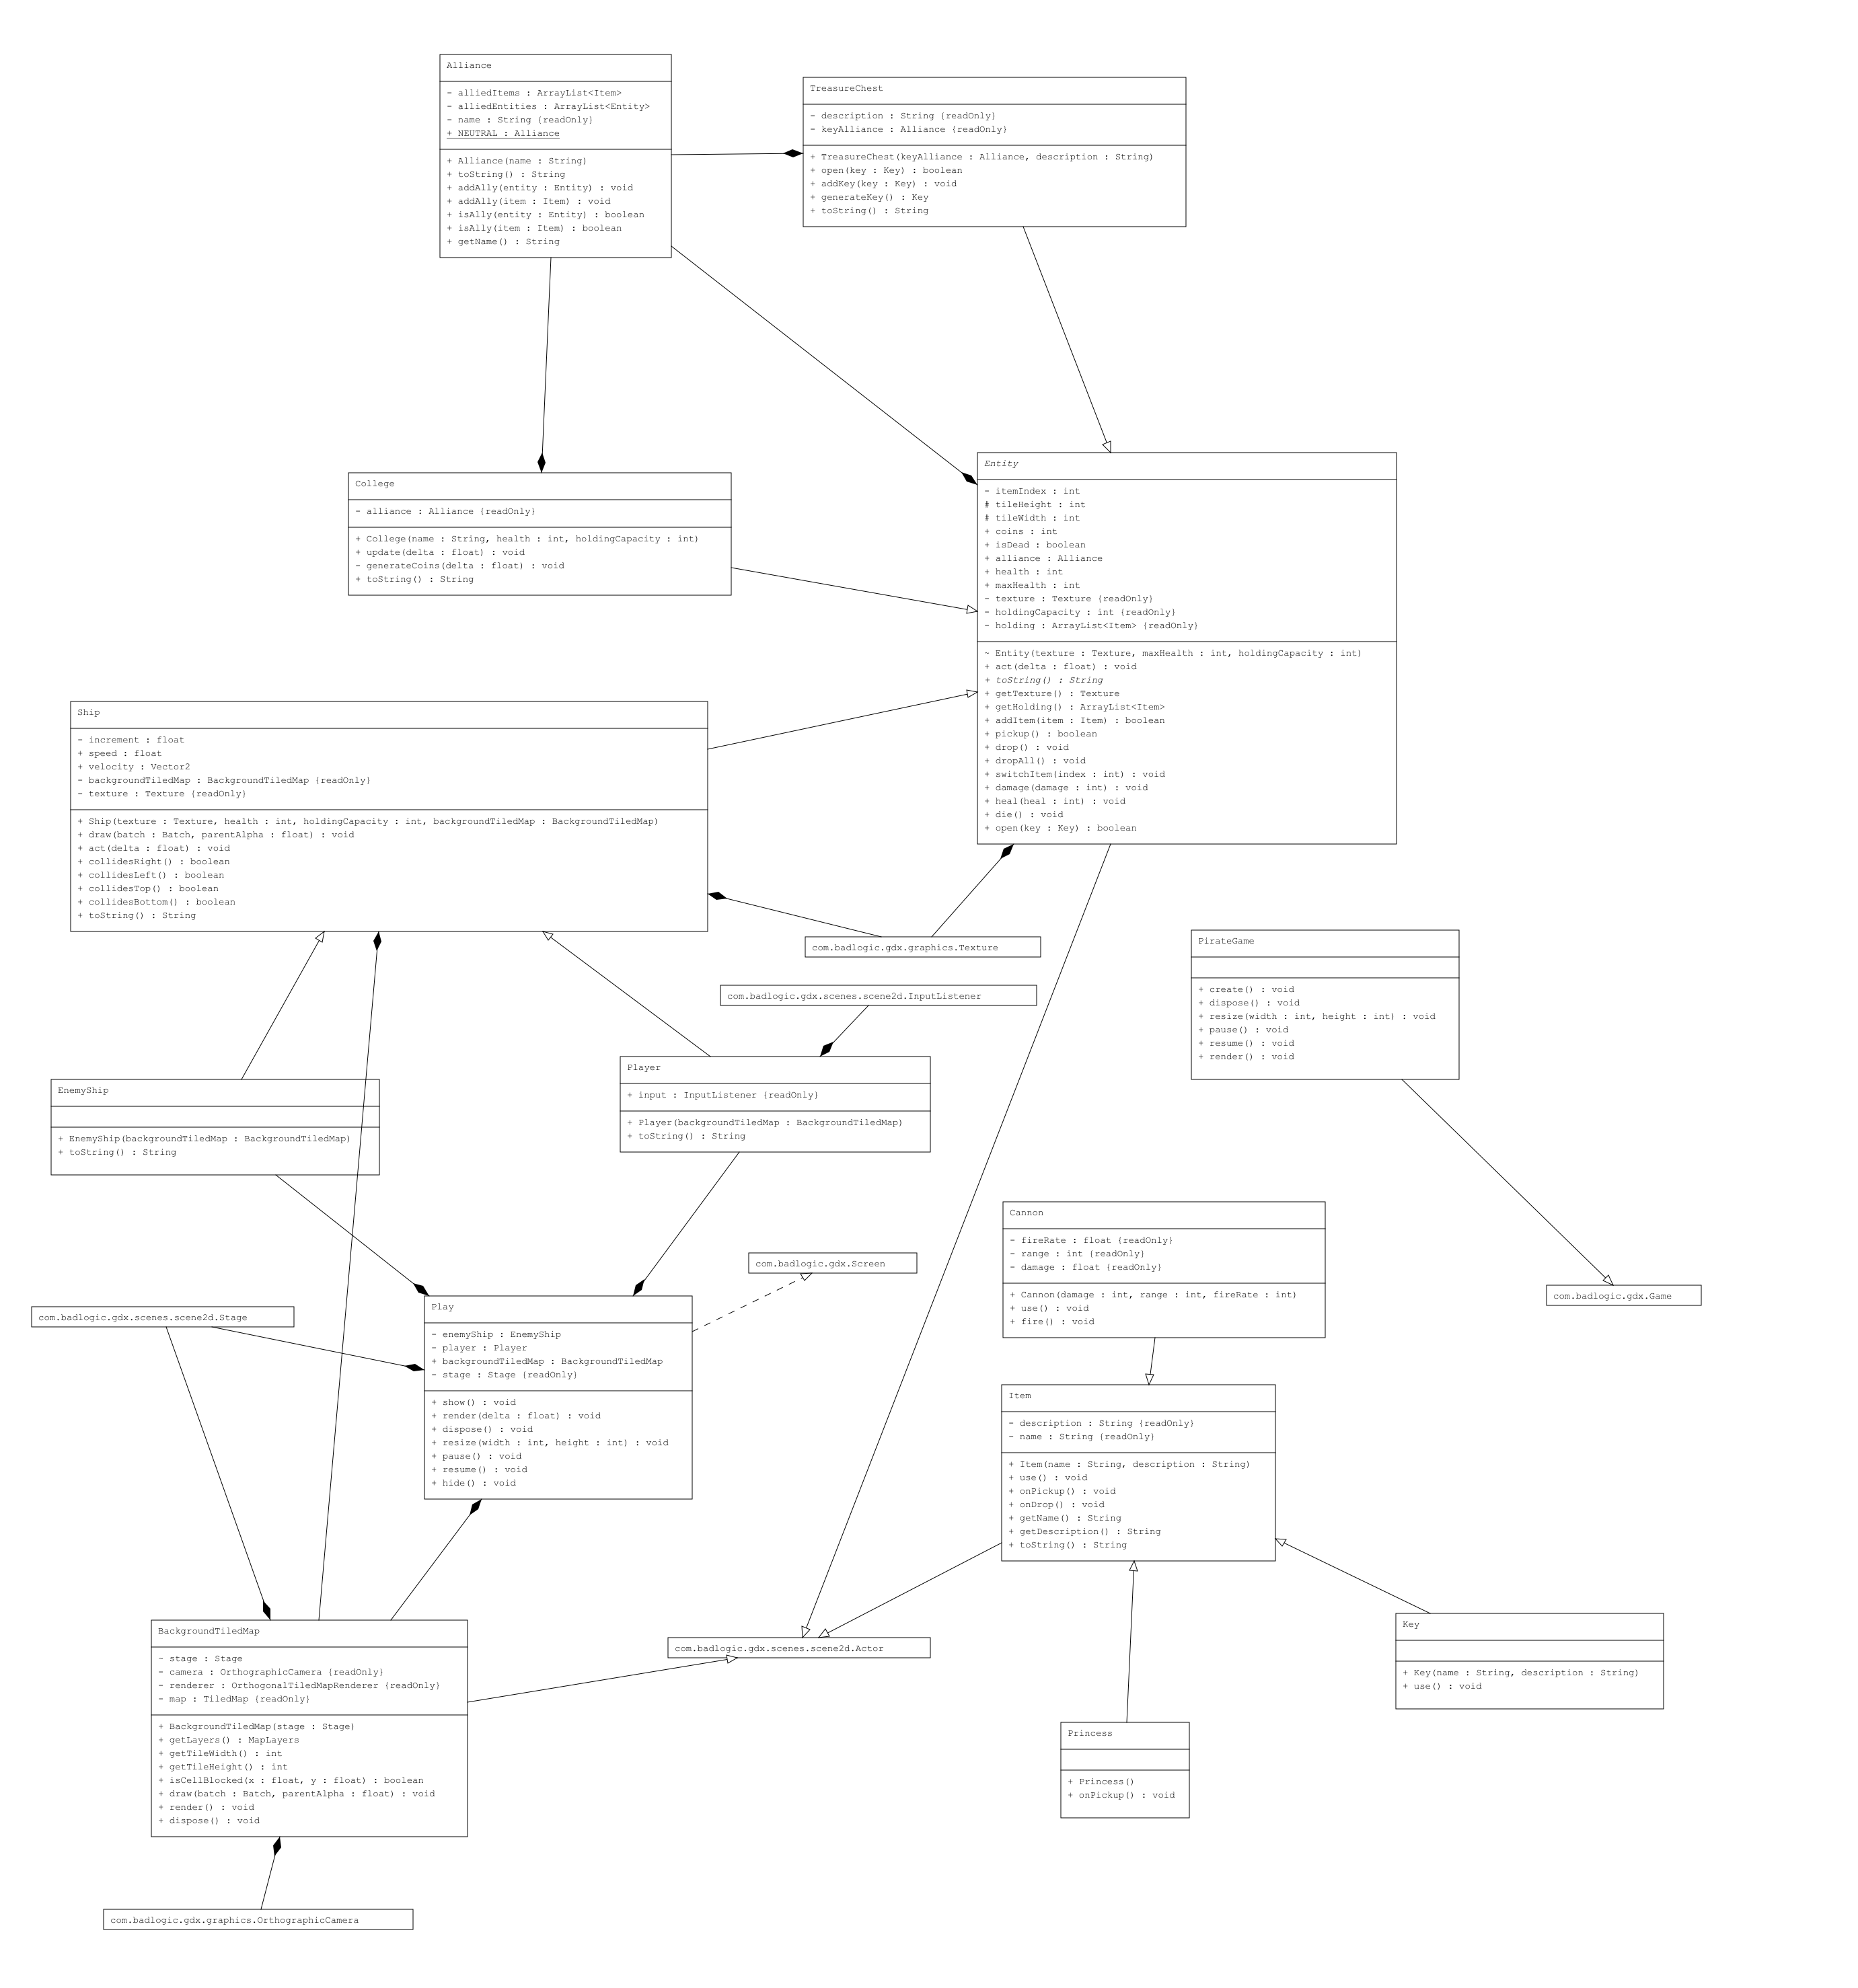 Alliance
- alliedItems : ArrayList<Item>
- alliedEntities : ArrayList<Entity>
- name : String {readOnly}
+ NEUTRAL : Alliance
+ Alliance(name : String)
+ toString() : String
+ addAlly(entity : Entity) : void
+ addAlly(item : Item) : void
+ isAlly(entity : Entity) : boolean
+ isAlly(item : Item) : boolean
+ getName() : String
TreasureChest
- description : String {readOnly}
- keyAlliance : Alliance {readOnly}
+ TreasureChest(keyAlliance : Alliance, description : String)
+ open(key : Key) : boolean
+ addKey(key : Key) : void
+ generateKey() : Key
+ toString() : String
College
- alliance : Alliance {readOnly}
+ College(name : String, health : int, holdingCapacity : int)
+ update(delta : float) : void
- generateCoins(delta : float) : void
+ toString() : String
Entity
- itemIndex : int
# tileHeight : int
# tileWidth : int
+ coins : int
+ isDead : boolean
+ alliance : Alliance
+ health : int
+ maxHealth : int
- texture : Texture {readOnly}
- holdingCapacity : int {readOnly}
- holding : ArrayList<Item> {readOnly}
~ Entity(texture : Texture, maxHealth : int, holdingCapacity : int)
+ act(delta : float) : void
+ toString() : String
+ getTexture() : Texture
+ getHolding() : ArrayList<Item>
+ addItem(item : Item) : boolean
+ pickup() : boolean
+ drop() : void
+ dropAll() : void
+ switchItem(index : int) : void
+ damage(damage : int) : void
+ heal(heal : int) : void
+ die() : void
+ open(key : Key) : boolean
Ship
- increment : float
+ speed : float
+ velocity : Vector2
- backgroundTiledMap : BackgroundTiledMap {readOnly}
- texture : Texture {readOnly}
+ Ship(texture : Texture, health : int, holdingCapacity : int, backgroundTiledMap : BackgroundTiledMap)
+ draw(batch : Batch, parentAlpha : float) : void
+ act(delta : float) : void
+ collidesRight() : boolean
+ collidesLeft() : boolean
+ collidesTop() : boolean
+ collidesBottom() : boolean
+ toString() : String
com.badlogic.gdx.graphics.Texture
com.badlogic.gdx.scenes.scene2d.InputListener
PirateGame
+ create() : void
+ dispose() : void
+ resize(width : int, height : int) : void
+ pause() : void
+ resume() : void
+ render() : void
EnemyShip
+ EnemyShip(backgroundTiledMap : BackgroundTiledMap)
+ toString() : String
Player
+ input : InputListener {readOnly}
+ Player(backgroundTiledMap : BackgroundTiledMap)
+ toString() : String
Cannon
- fireRate : float {readOnly}
- range : int {readOnly}
- damage : float {readOnly}
+ Cannon(damage : int, range : int, fireRate : int)
+ use() : void
+ fire() : void
com.badlogic.gdx.Screen
com.badlogic.gdx.Game
com.badlogic.gdx.scenes.scene2d.Stage
Play
- enemyShip : EnemyShip
- player : Player
+ backgroundTiledMap : BackgroundTiledMap
- stage : Stage {readOnly}
+ show() : void
+ render(delta : float) : void
+ dispose() : void
+ resize(width : int, height : int) : void
+ pause() : void
+ resume() : void
+ hide() : void
Item
- description : String {readOnly}
- name : String {readOnly}
+ Item(name : String, description : String)
+ use() : void
+ onPickup() : void
+ onDrop() : void
+ getName() : String
+ getDescription() : String
+ toString() : String
BackgroundTiledMap
~ stage : Stage
- camera : OrthographicCamera {readOnly}
- renderer : OrthogonalTiledMapRenderer {readOnly}
- map : TiledMap {readOnly}
+ BackgroundTiledMap(stage : Stage)
+ getLayers() : MapLayers
+ getTileWidth() : int
+ getTileHeight() : int
+ isCellBlocked(x : float, y : float) : boolean
+ draw(batch : Batch, parentAlpha : float) : void
+ render() : void
+ dispose() : void
com.badlogic.gdx.scenes.scene2d.Actor
Key
+ Key(name : String, description : String)
+ use() : void
Princess
+ Princess()
+ onPickup() : void
com.badlogic.gdx.graphics.OrthographicCamera